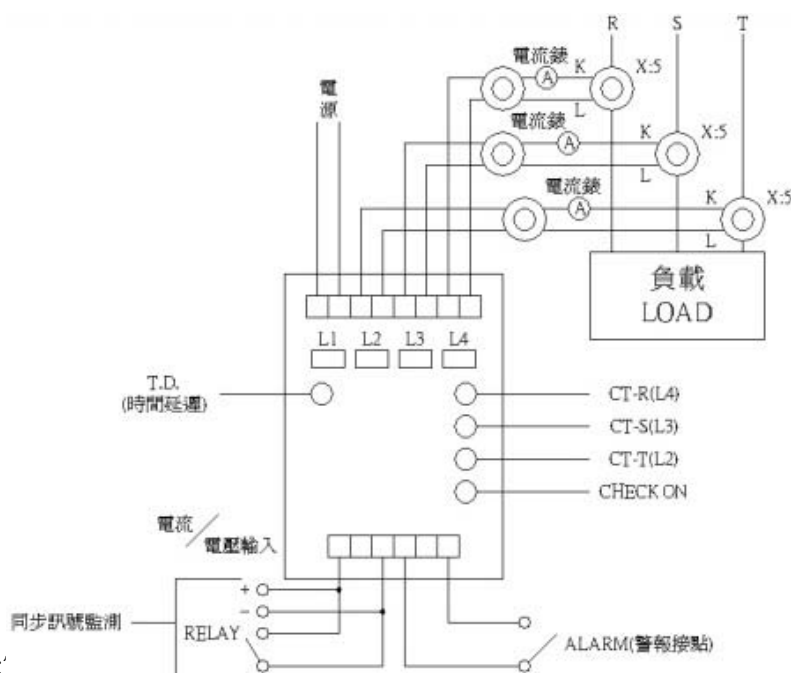 R S T
電流錶 K X:5
A
L
電源
電流錶 K X:5
A
L
電流錶 K X:5
A
L
負載
LOAD
L1 L2 L3 L4
T.D.
(時間延遲)
CT-R(L4)
CT-S(L3)
CT-T(L2)
CHECK ON
電流/
電壓輸入
+
−
同步訊號監測
RELAY
ALARM(警報接點)